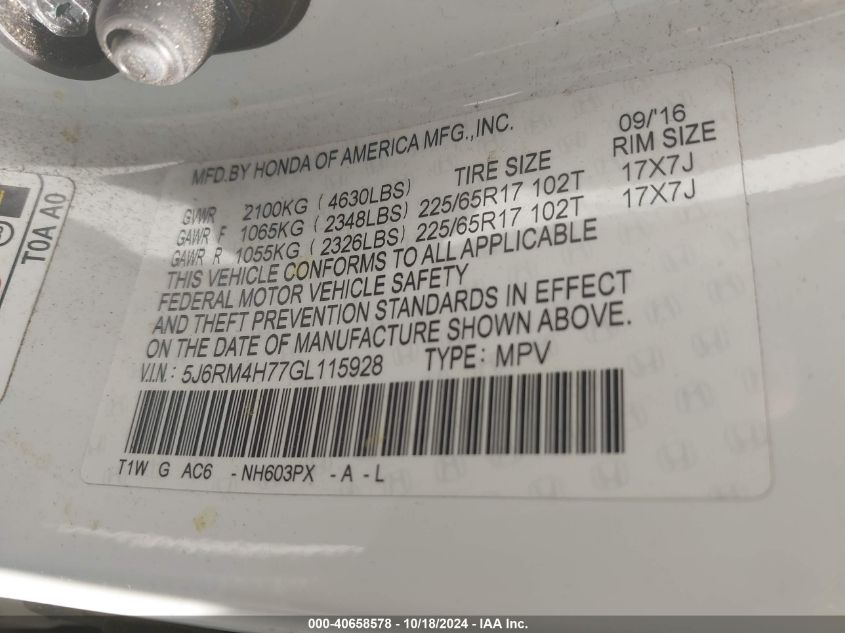 MFD.BY HONDA OF AMERICA MFG.,INC. 09/'16
TIRE SIZE RIM SIZE
GVWR 2100KG ( 4630LBS)
GAWR F 1065KG ( 2348LBS) 225/65R17 102T 17X7J
GAWR R 1055KG ( 2326LBS) 225/65R17 102T 17X7J
THIS VEHICLE CONFORMS TO ALL APPLICABLE
FEDERAL MOTOR VEHICLE SAFETY
AND THEFT PREVENTION STANDARDS IN EFFECT
ON THE DATE OF MANUFACTURE SHOWN ABOVE.
V.I.N.: 5J6RM4H77GL115928 TYPE: MPV
T1W G AC6 -NH603PX -A - L
T0A A0
000-40658578 - 10/18/2024 - IAA Inc.